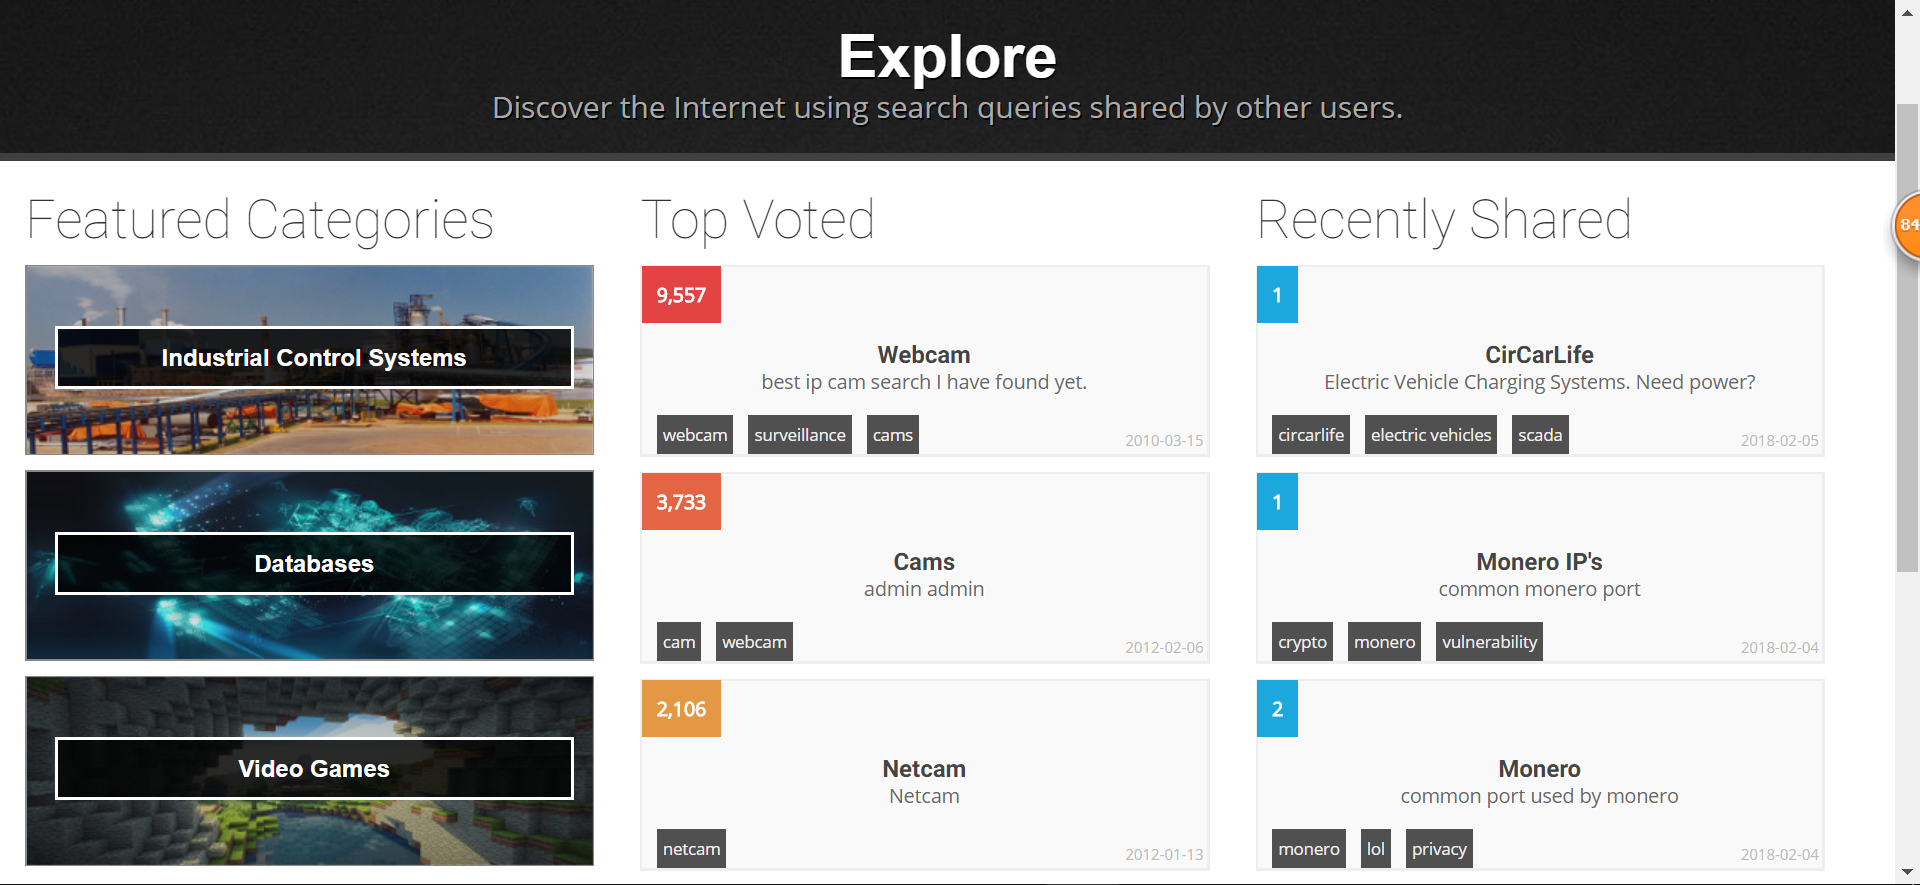 Explore
Discover the Internet using search queries shared by other users.
Featured Categories
Industrial Control Systems
Databases
Video Games
Top Voted
9,557
Webcam
best ip cam search I have found yet.
webcam surveillance cams 2010-03-15
3,733
Cams
admin admin
cam webcam 2012-02-06
2,106
Netcam
Netcam
netcam 2012-01-13
Recently Shared
1
CirCarLife
Electric Vehicle Charging Systems. Need power?
circarlife electric vehicles scada 2018-02-05
1
Monero IP's
common monero port
crypto monero vulnerability 2018-02-04
2
Monero
common port used by monero
monero lol privacy 2018-02-04
84